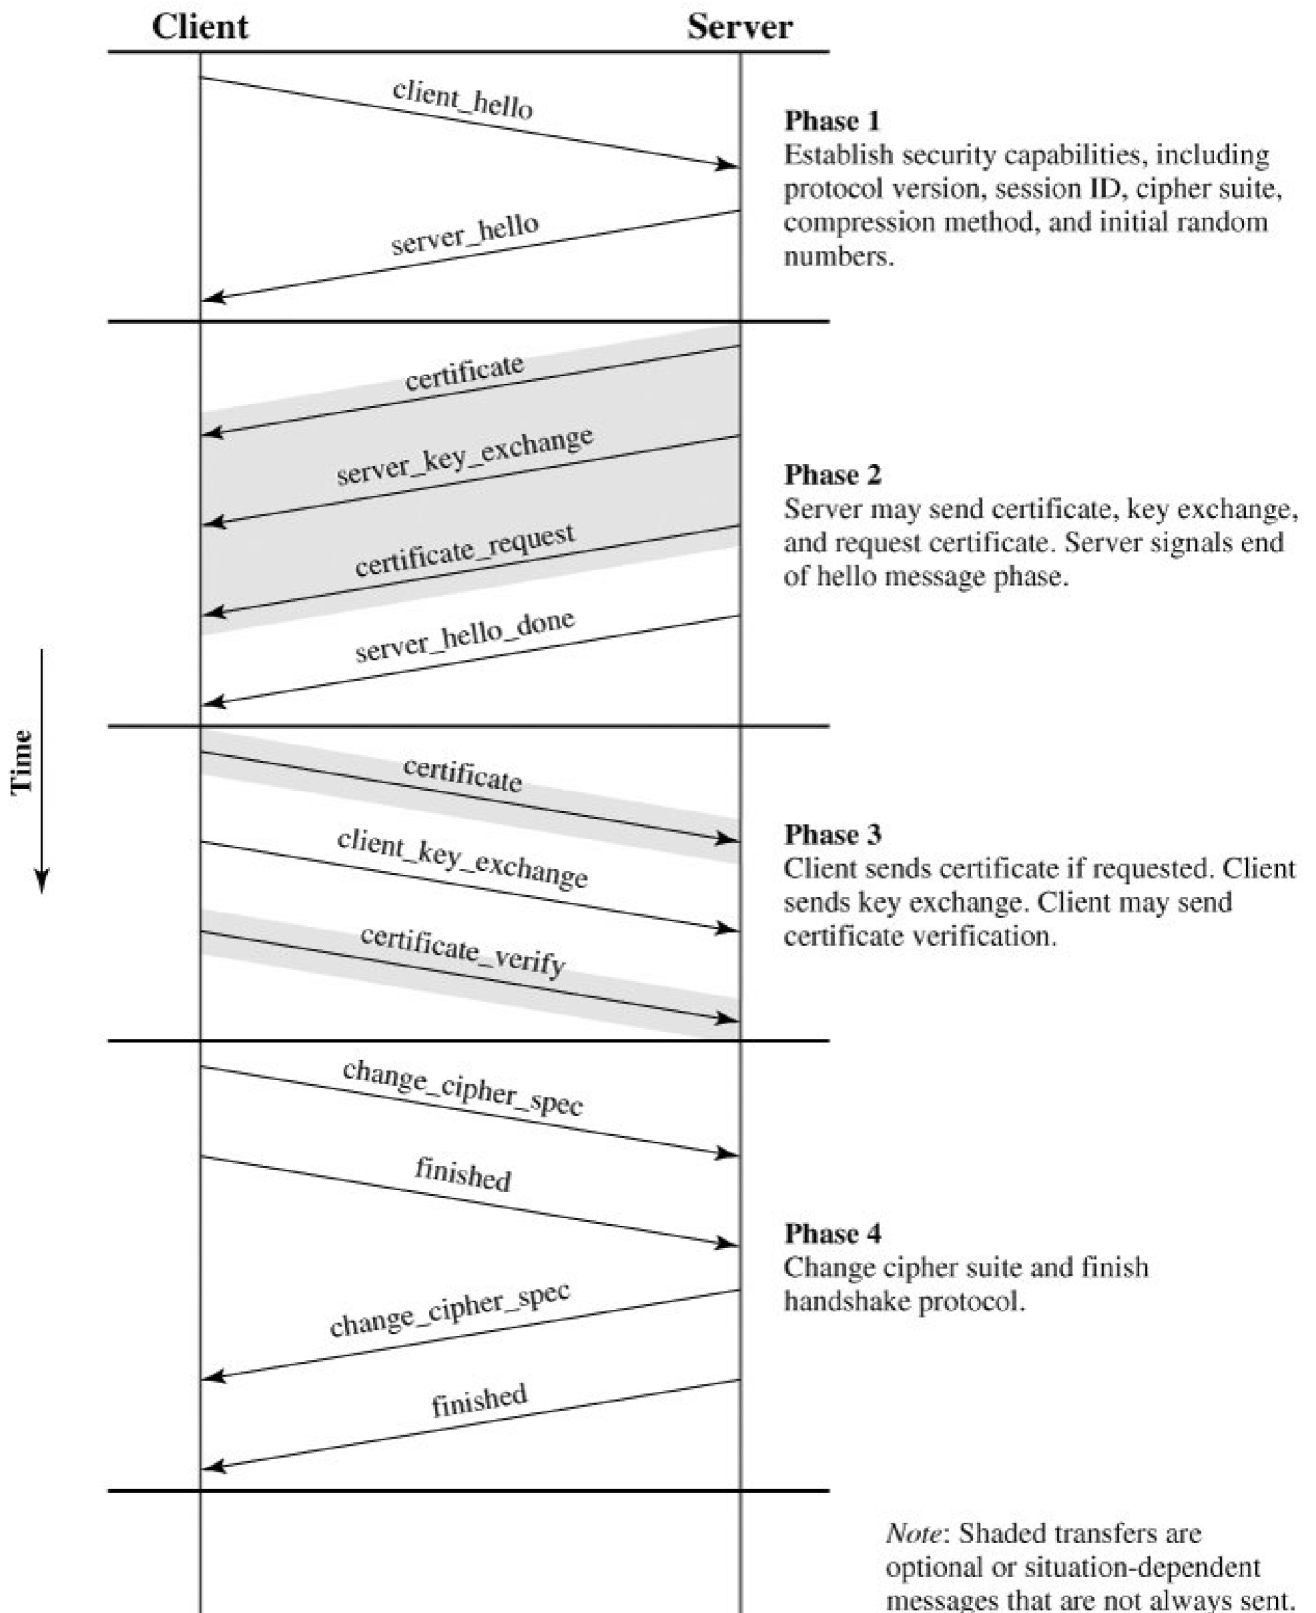 Client Server
client_hello
Phase 1
Establish security capabilities, including
protocol version, session ID, cipher suite,
compression method, and initial random
numbers.
server_hello
certificate
server_key_exchange
certificate_request
server_hello_done
Phase 2
Server may send certificate, key exchange,
and request certificate. Server signals end
of hello message phase.
Time
certificate
client_key_exchange
certificate_verify
Phase 3
Client sends certificate if requested. Client
sends key exchange. Client may send
certificate verification.
change_cipher_spec
finished
change_cipher_spec
finished
Phase 4
Change cipher suite and finish
handshake protocol.
Note: Shaded transfers are
optional or situation-dependent
messages that are not always sent.